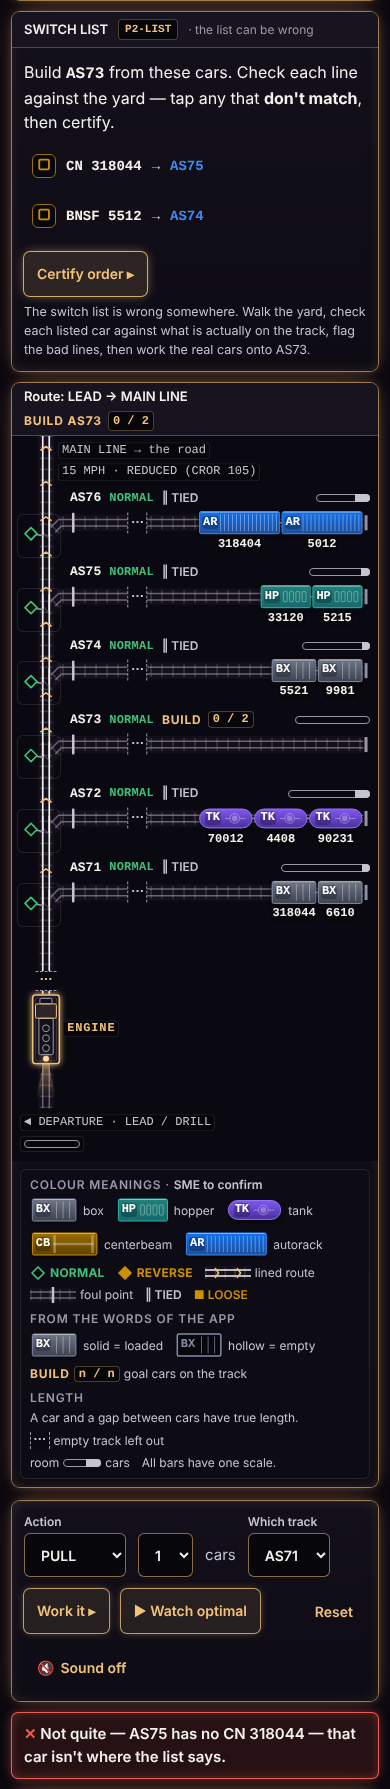 SWITCH LIST P2-LIST · the list can be wrong
Build AS73 from these cars. Check each line
against the yard — tap any that don't match,
then certify.
CN 318044 → AS75
BNSF 5512 → AS74
Certify order ▸
The switch list is wrong somewhere. Walk the yard, check
each listed car against what is actually on the track, flag
the bad lines, then work the real cars onto AS73.
Route: LEAD → MAIN LINE
BUILD AS73 0 / 2
MAIN LINE → the road
15 MPH · REDUCED (CROR 105)
AS76 NORMAL ‖ TIED
AR AR
318404 5012
AS75 NORMAL ‖ TIED
HP HP
33120 5215
AS74 NORMAL ‖ TIED
BX BX
5521 9981
AS73 NORMAL BUILD 0 / 2
AS72 NORMAL ‖ TIED
TK TK TK
70012 4408 90231
AS71 NORMAL ‖ TIED
BX BX
318044 6610
ENGINE
◂ DEPARTURE · LEAD / DRILL
COLOUR MEANINGS · SME to confirm
BX box HP hopper TK tank
CB centerbeam AR autorack
NORMAL REVERSE lined route
foul point ‖ TIED LOOSE
FROM THE WORDS OF THE APP
BX solid = loaded BX hollow = empty
BUILD n / n goal cars on the track
LENGTH
A car and a gap between cars have true length.
··· empty track left out
room cars All bars have one scale.
Action Which track
PULL 1 cars AS71
Work it ▸ ▶ Watch optimal Reset
Sound off
✕ Not quite — AS75 has no CN 318044 — that
car isn't where the list says.